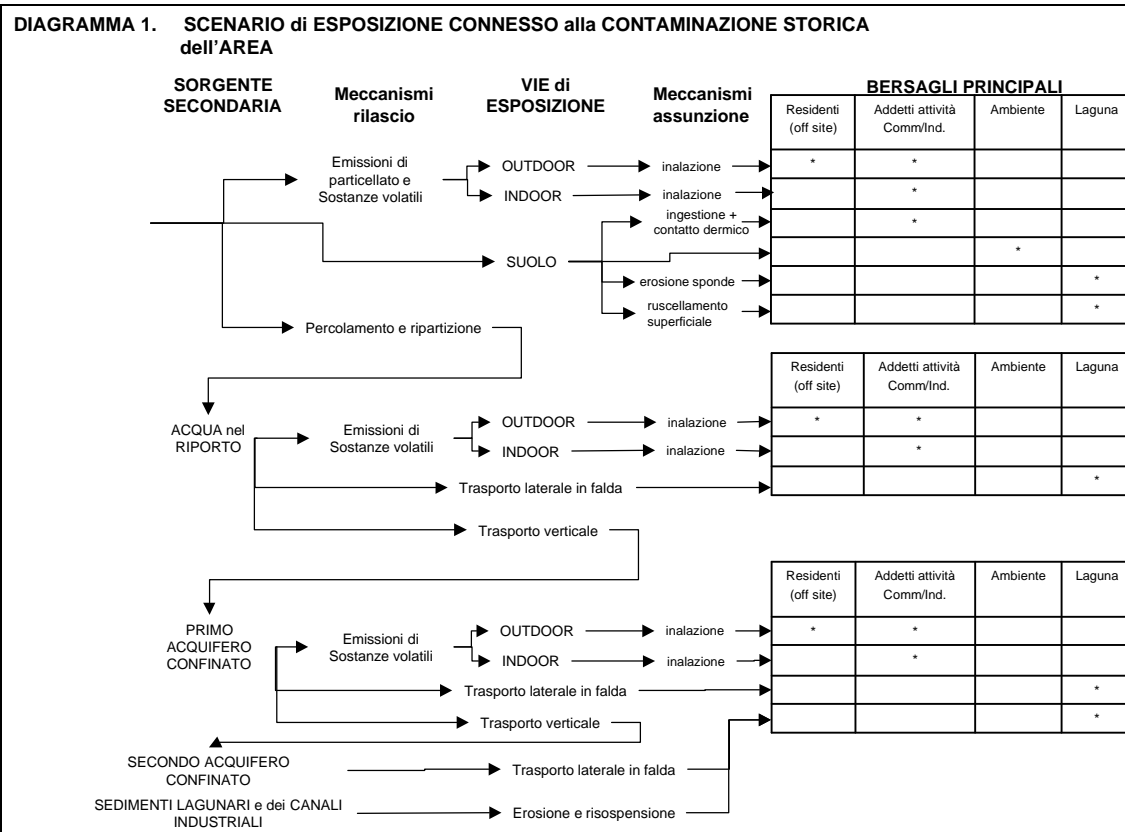 DIAGRAMMA 1. SCENARIO di ESPOSIZIONE CONNESSO alla CONTAMINAZIONE STORICA
dell'AREA
SORGENTE
SECONDARIA
Meccanismi
rilascio
VIE di
ESPOSIZIONE
Meccanismi
assunzione
BERSAGLI PRINCIPALI
Residenti
(off site)
Addetti attività
Comm/Ind.
Ambiente
Laguna
Emissioni di
particellato e
Sostanze volatili
OUTDOOR
inalazione
* *
INDOOR
inalazione
*
SUOLO
ingestione +
contatto dermico
*
*
erosione sponde
*
ruscellamento
superficiale
*
Percolamento e ripartizione
Residenti
(off site)
Addetti attività
Comm/Ind.
Ambiente
Laguna
ACQUA nel
RIPORTO
Emissioni di
Sostanze volatili
OUTDOOR
inalazione
* *
INDOOR
inalazione
*
Trasporto laterale in falda
*
Trasporto verticale
Residenti
(off site)
Addetti attività
Comm/Ind.
Ambiente
Laguna
PRIMO
ACQUIFERO
CONFINATO
Emissioni di
Sostanze volatili
OUTDOOR
inalazione
* *
INDOOR
inalazione
*
Trasporto laterale in falda
*
Trasporto verticale
*
SECONDO ACQUIFERO
CONFINATO
Trasporto laterale in falda
SEDIMENTI LAGUNARI e dei CANALI
INDUSTRIALI
Erosione e risospensione